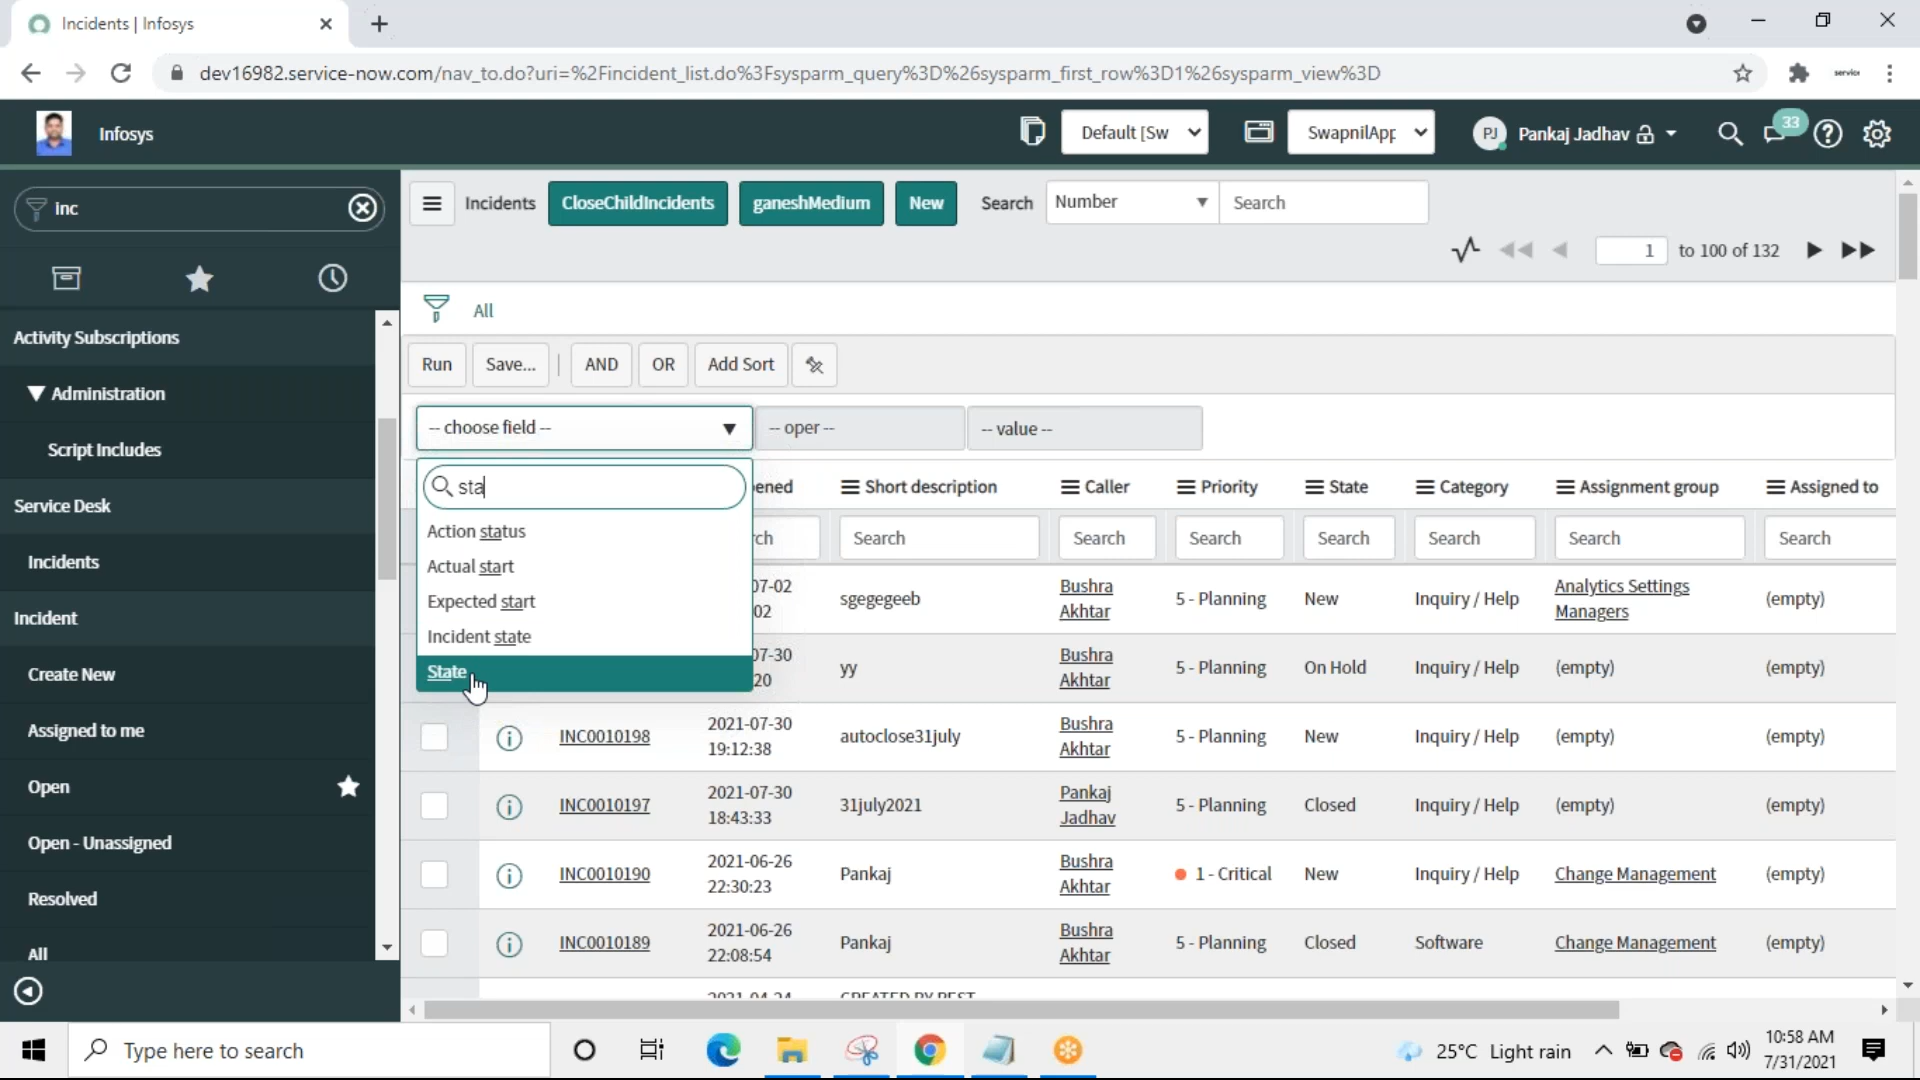 Incidents | Infosys
dev16982.service-now.com/nav_to.do?uri=%2Fincident_list.do%3Fsysparm_query%3D%26sysparm_first_row%3D1%26sysparm_view%3D
service
Infosys
Default [Sw
SwapnilApp
PJ
Pankaj Jadhav
33
inc
Activity Subscriptions
Administration
Script Includes
Service Desk
Incidents
Incident
Create New
Assigned to me
Open
Open - Unassigned
Resolved
All
Incidents
CloseChildIncidents
ganeshMedium
New
Search
Number
Search
1
to 100 of 132
All
Run
Save...
AND
OR
Add Sort
-- choose field --
-- oper --
-- value --
sta
Action status
Actual start
Expected start
Incident state
State
ened
Short description
Caller
Priority
State
Category
Assignment group
Assigned to
rch
Search
Search
Search
Search
Search
Search
Search
07-02
02
sgegegeeb
Bushra
Akhtar
5 - Planning
New
Inquiry / Help
Analytics Settings
Managers
(empty)
07-30
20
yy
Bushra
Akhtar
5 - Planning
On Hold
Inquiry / Help
(empty)
(empty)
INC0010198
2021-07-30
19:12:38
autoclose31july
Bushra
Akhtar
5 - Planning
New
Inquiry / Help
(empty)
(empty)
INC0010197
2021-07-30
18:43:33
31july2021
Pankaj
Jadhav
5 - Planning
Closed
Inquiry / Help
(empty)
(empty)
INC0010190
2021-06-26
22:30:23
Pankaj
Bushra
Akhtar
1 - Critical
New
Inquiry / Help
Change Management
(empty)
INC0010189
2021-06-26
22:08:54
Pankaj
Bushra
Akhtar
5 - Planning
Closed
Software
Change Management
(empty)
2021-04-24
CREATED BY REST
Type here to search
25°C Light rain
10:58 AM
7/31/2021